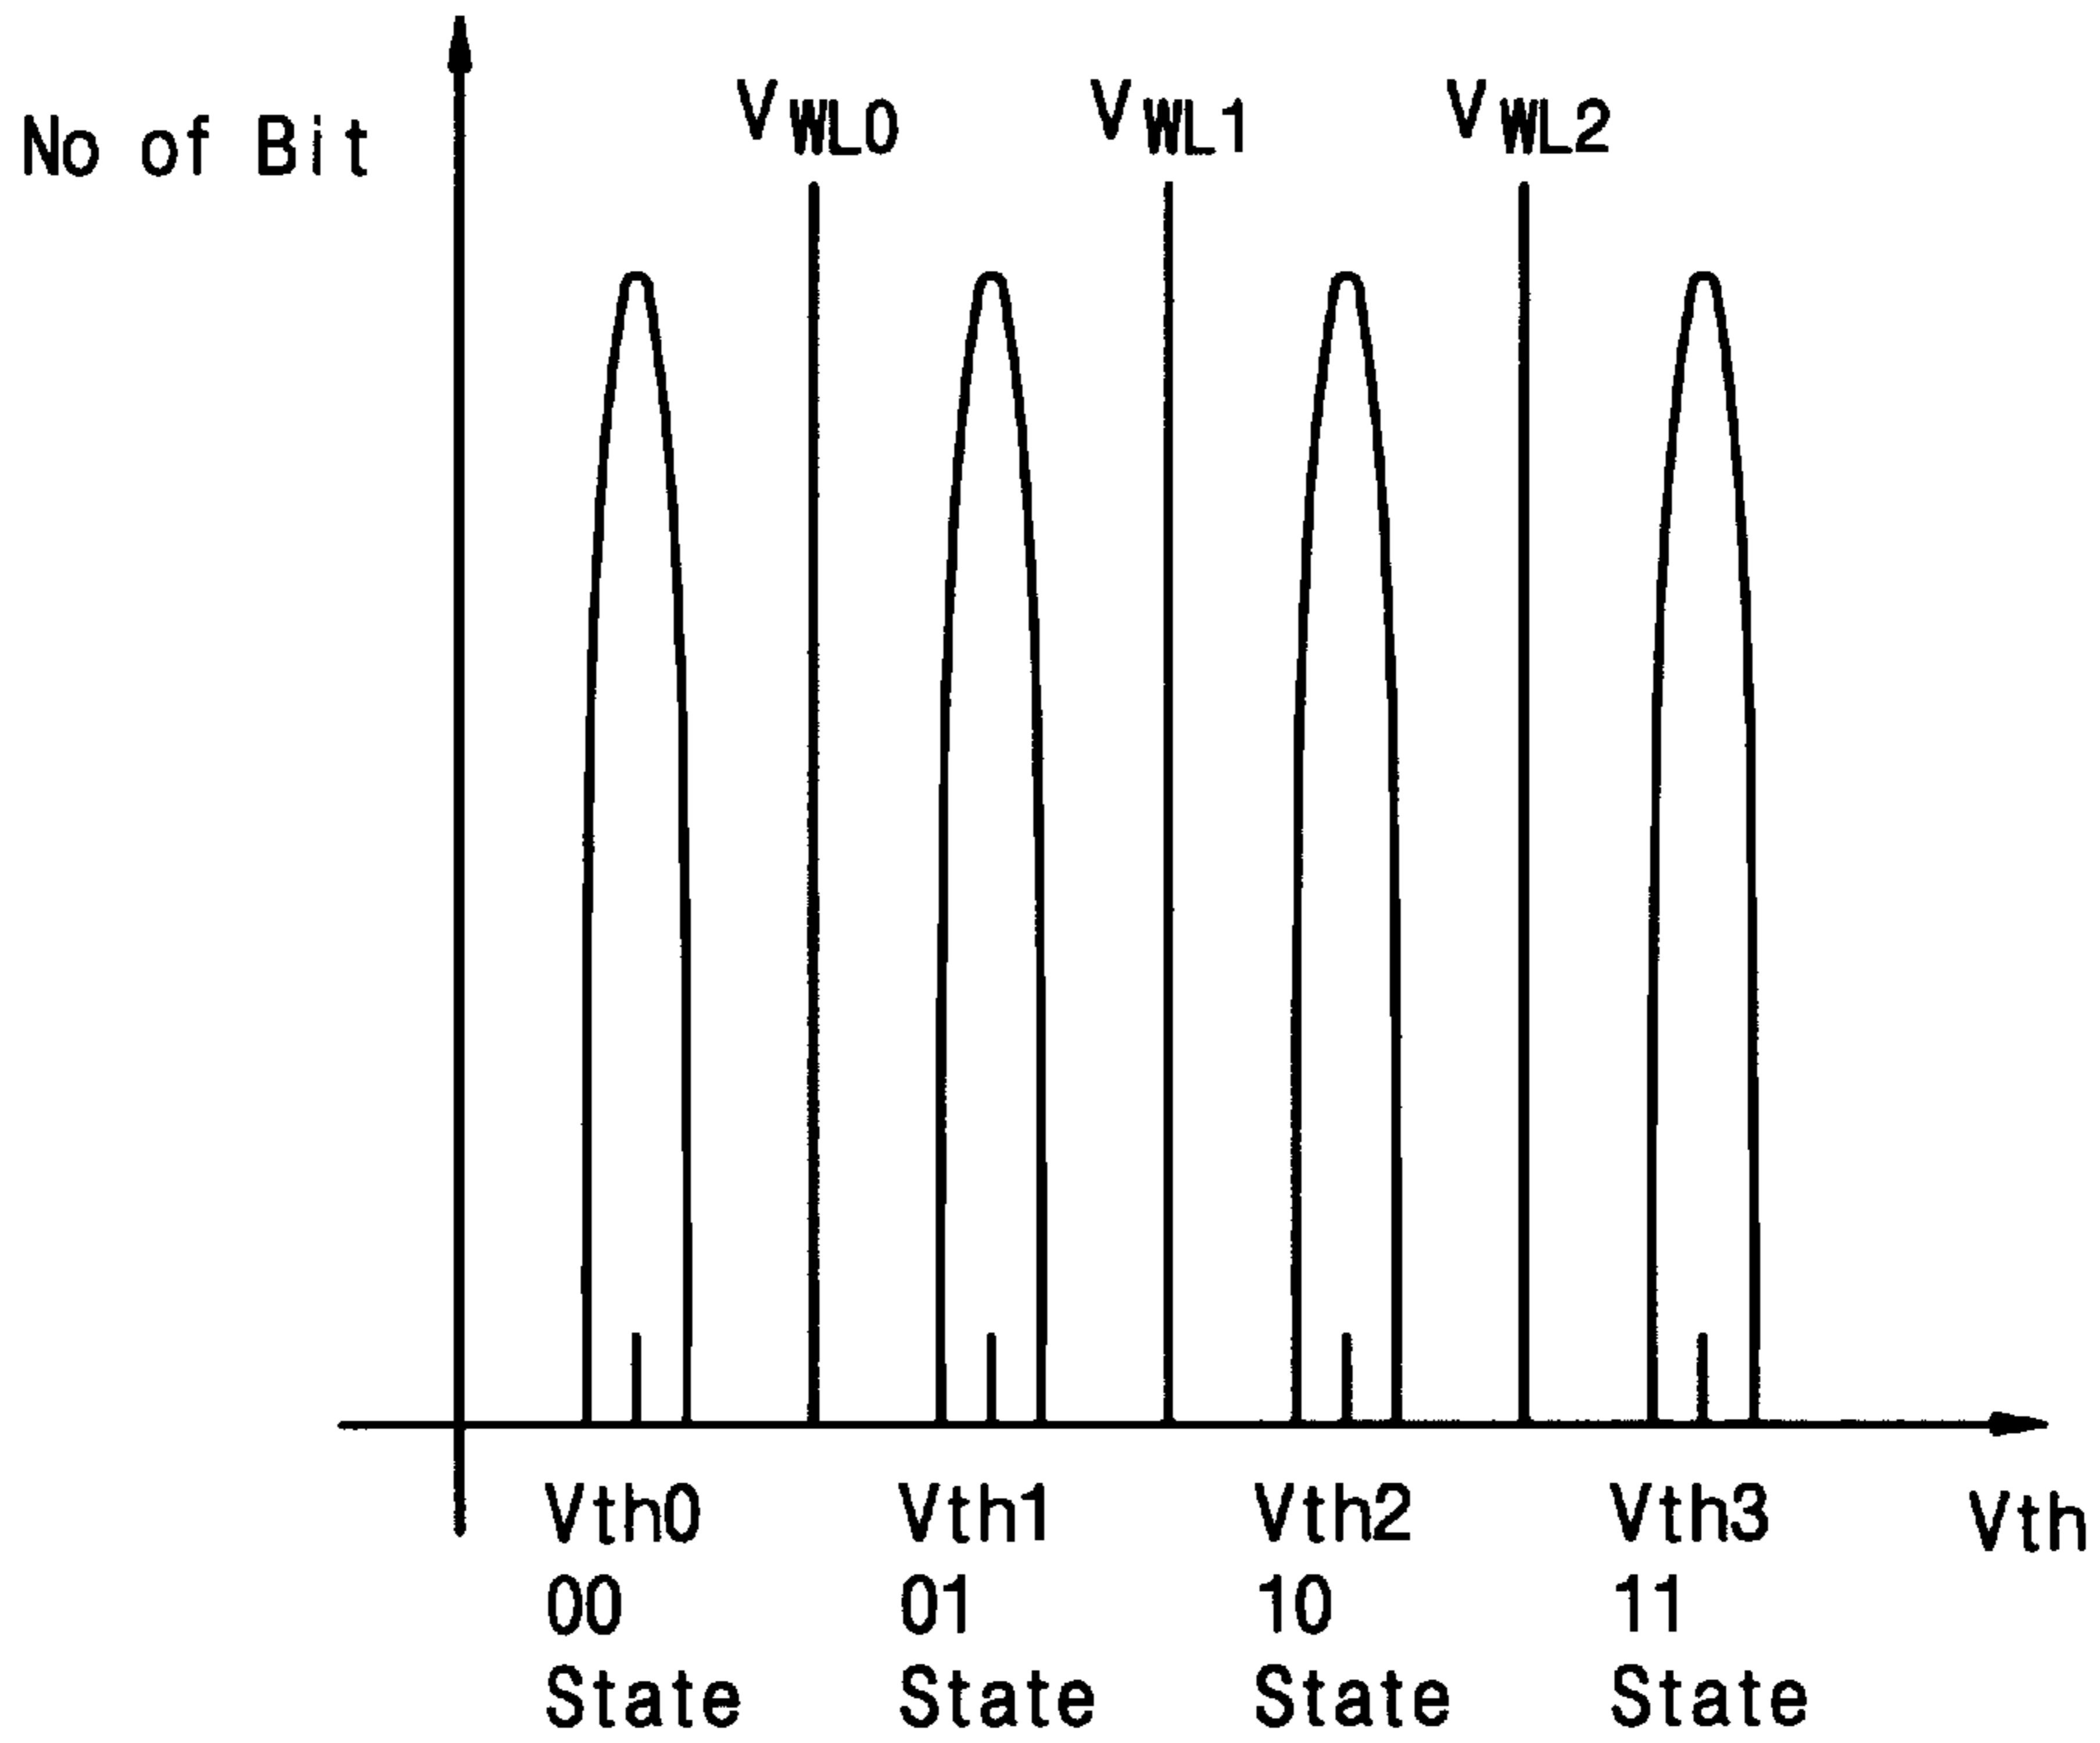 No of Bit
VWL0 VWL1 VWL2
Vth0 Vth1 Vth2 Vth3 Vth
00 01 10 11
State State State State